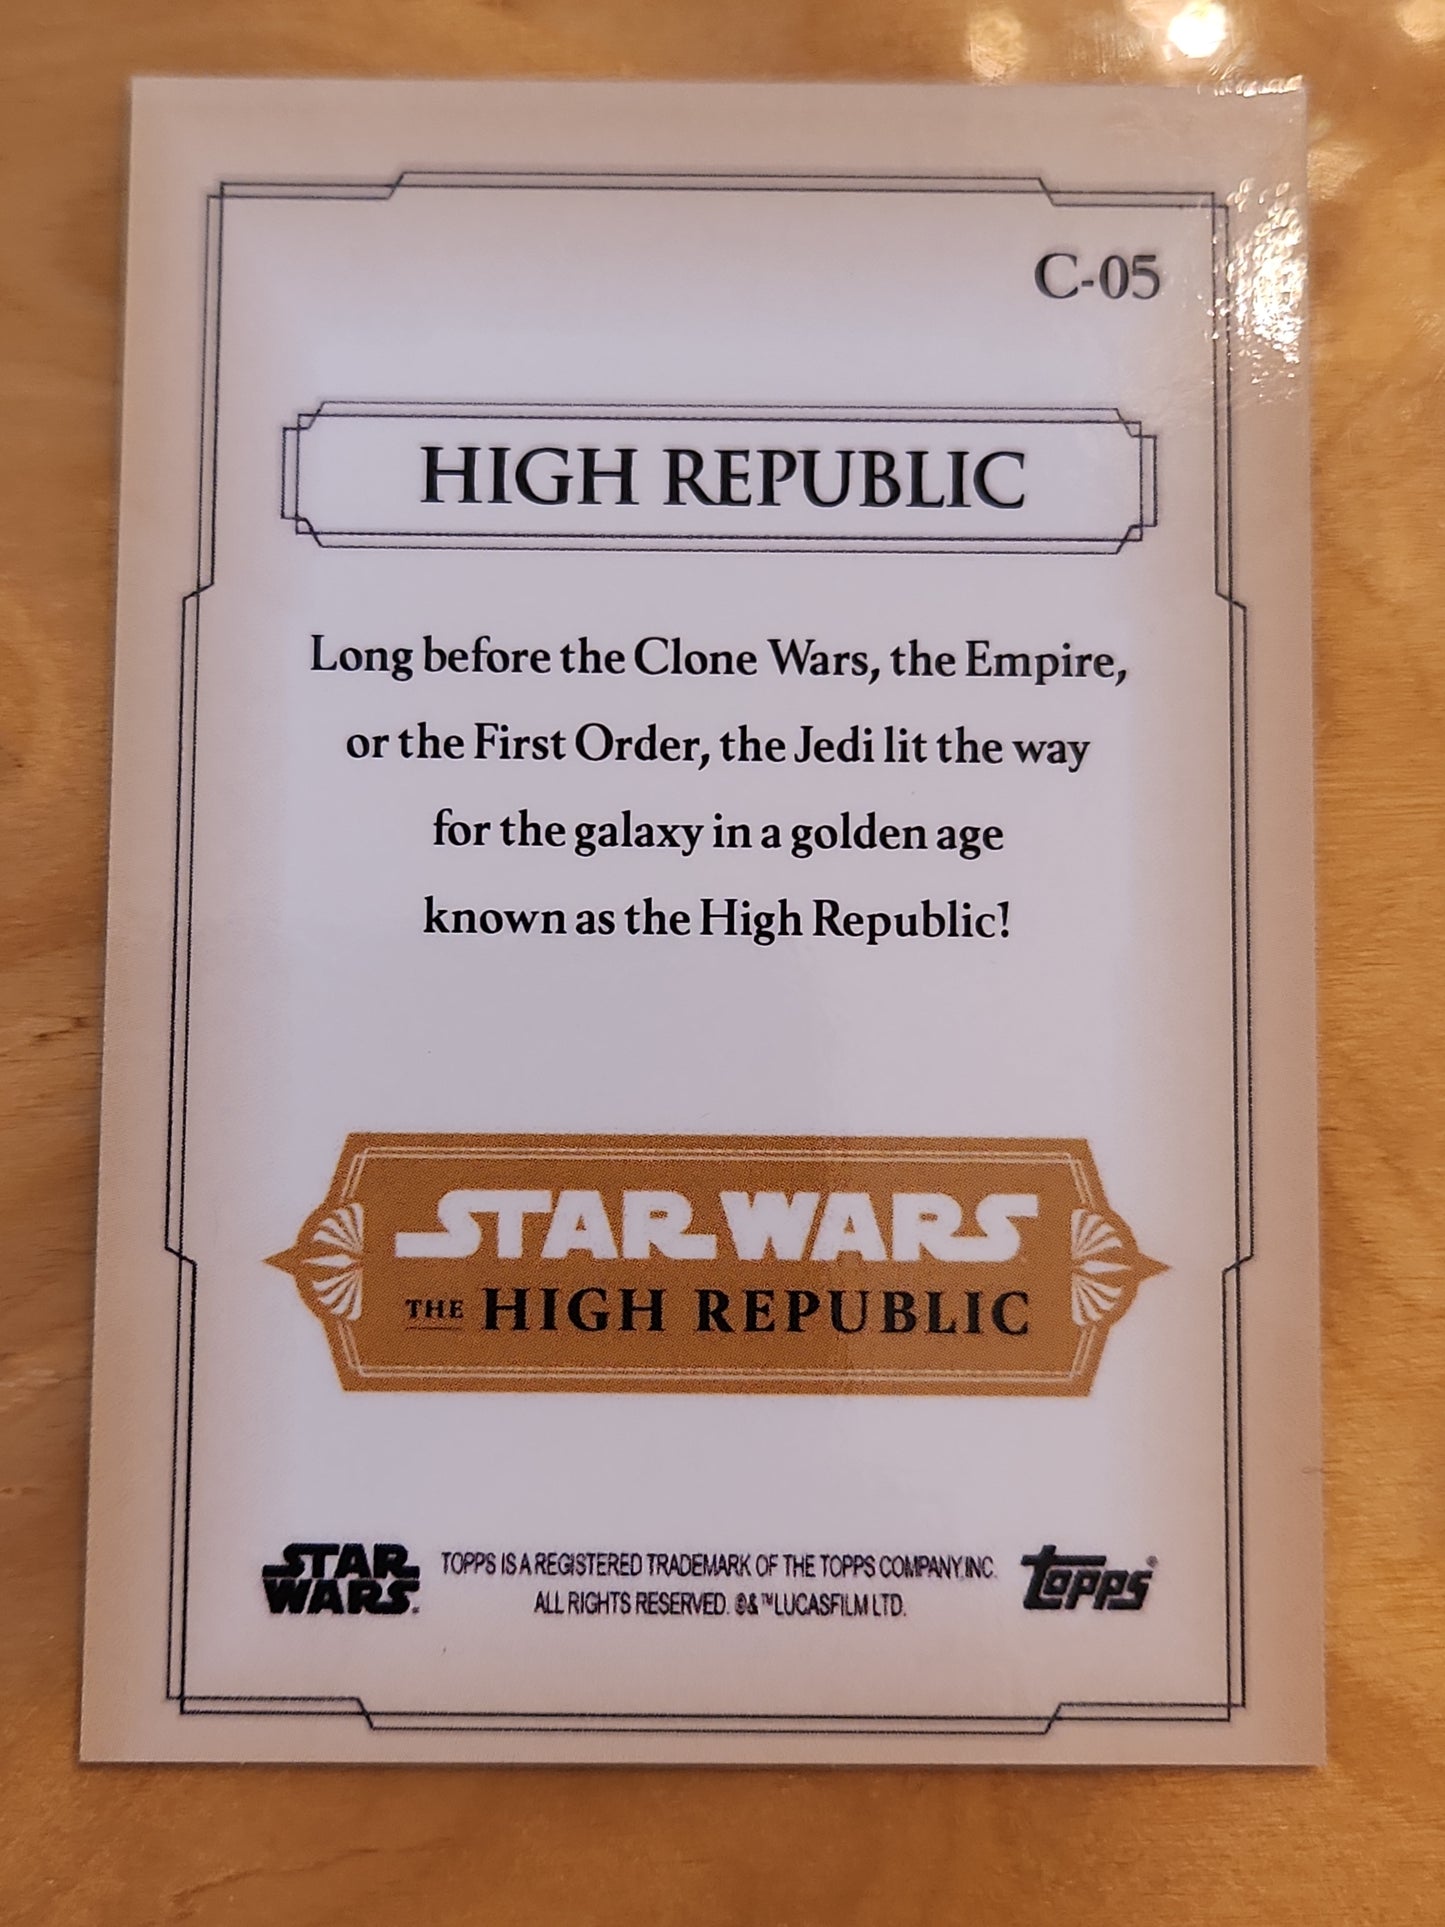 C-05
HIGH REPUBLIC
Long before the Clone Wars, the Empire,
or the First Order, the Jedi lit the way
for the galaxy in a golden age
known as the High Republic!
STAR WARS
THE HIGH REPUBLIC
STAR
WARS
TOPPS IS A REGISTERED TRADEMARK OF THE TOPPS COMPANY, INC.
ALL RIGHTS RESERVED. ©& ™LUCASFILM LTD.
topps®